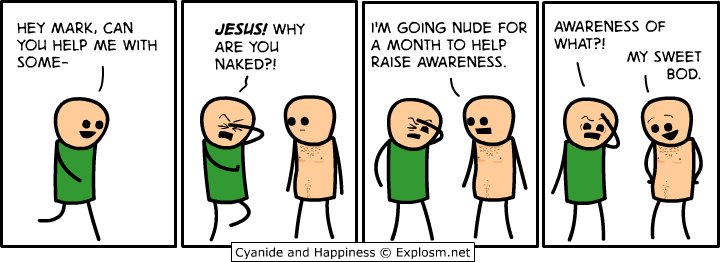 HEY MARK, CAN
YOU HELP ME WITH
SOME-
JESUS! WHY
ARE YOU
NAKED?!
I'M GOING NUDE FOR
A MONTH TO HELP
RAISE AWARENESS.
AWARENESS OF
WHAT?!
MY SWEET
BOD.
Cyanide and Happiness © Explosm.net